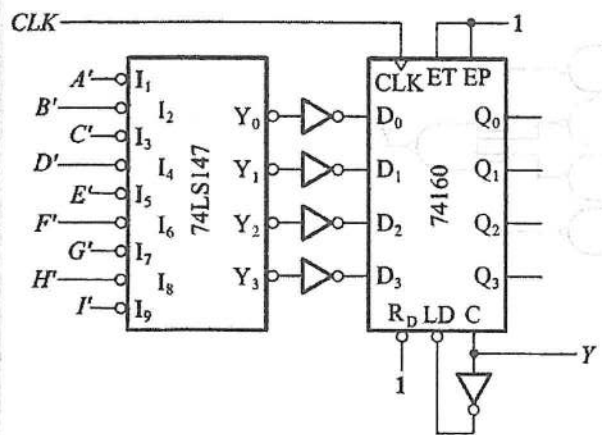 CLK 1
CLK ET EP
A' I₁
B' I₂ Y₀ D₀ Q₀
C' I₃
D' I₄ Y₁ D₁ Q₁
E' I₅ 74LS147 74160
F' I₆ Y₂ D₂ Q₂
G' I₇
H' I₈ Y₃ D₃ Q₃
I' I₉
R_D LD C
1 Y